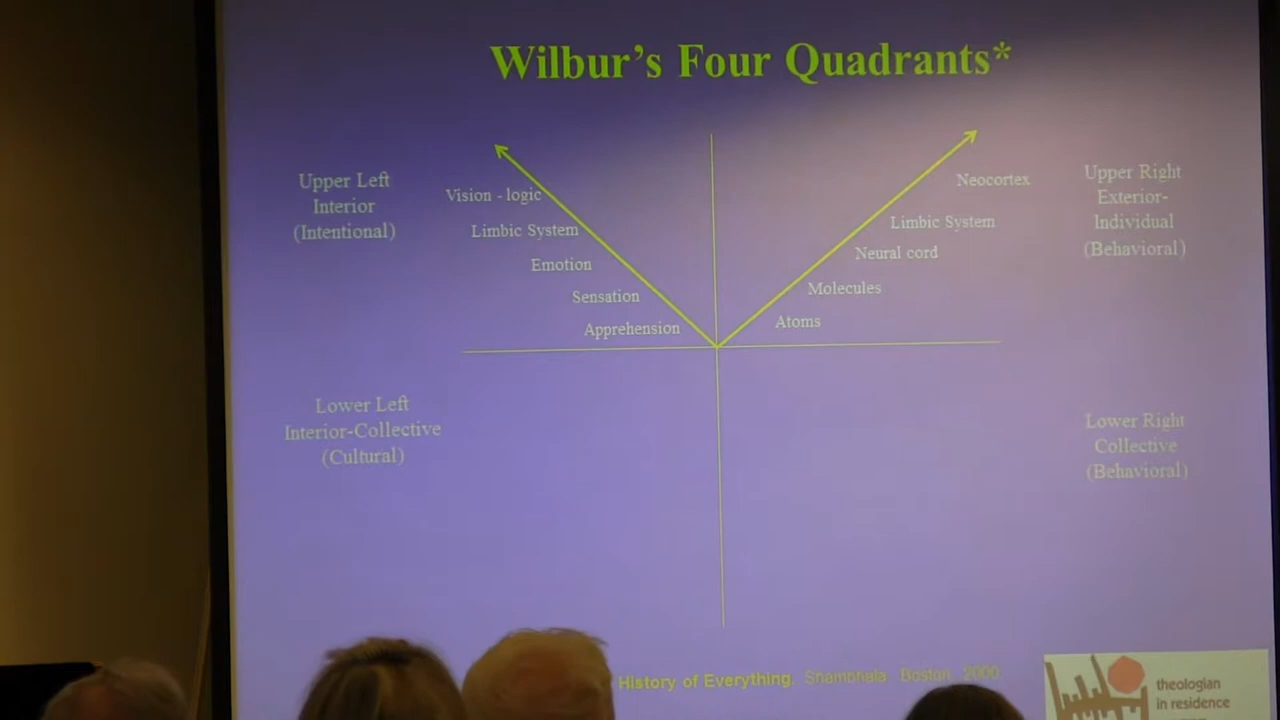 Wilbur's Four Quadrants*
Upper Left
Interior
(Intentional)
Vision - logic
Limbic System
Emotion
Sensation
Apprehension
Neocortex
Limbic System
Neural cord
Molecules
Atoms
Upper Right
Exterior-
Individual
(Behavioral)
Lower Left
Interior-Collective
(Cultural)
Lower Right
Collective
(Behavioral)
History of Everything, Shambhala, Boston, 2000
theologian
in residence